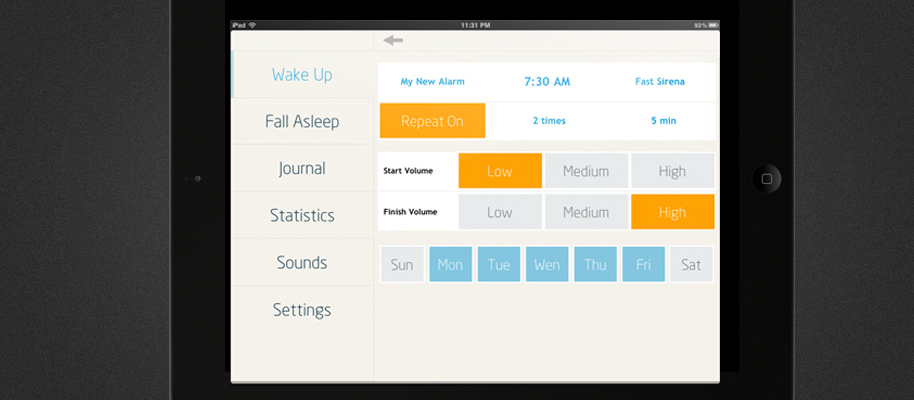 iPad 11:31 PM 93%
Wake Up
Fall Asleep
Journal
Statistics
Sounds
Settings
My New Alarm 7:30 AM Fast Sirena
Repeat On 2 times 5 min
Start Volume Low Medium High
Finish Volume Low Medium High
Sun Mon Tue Wen Thu Fri Sat